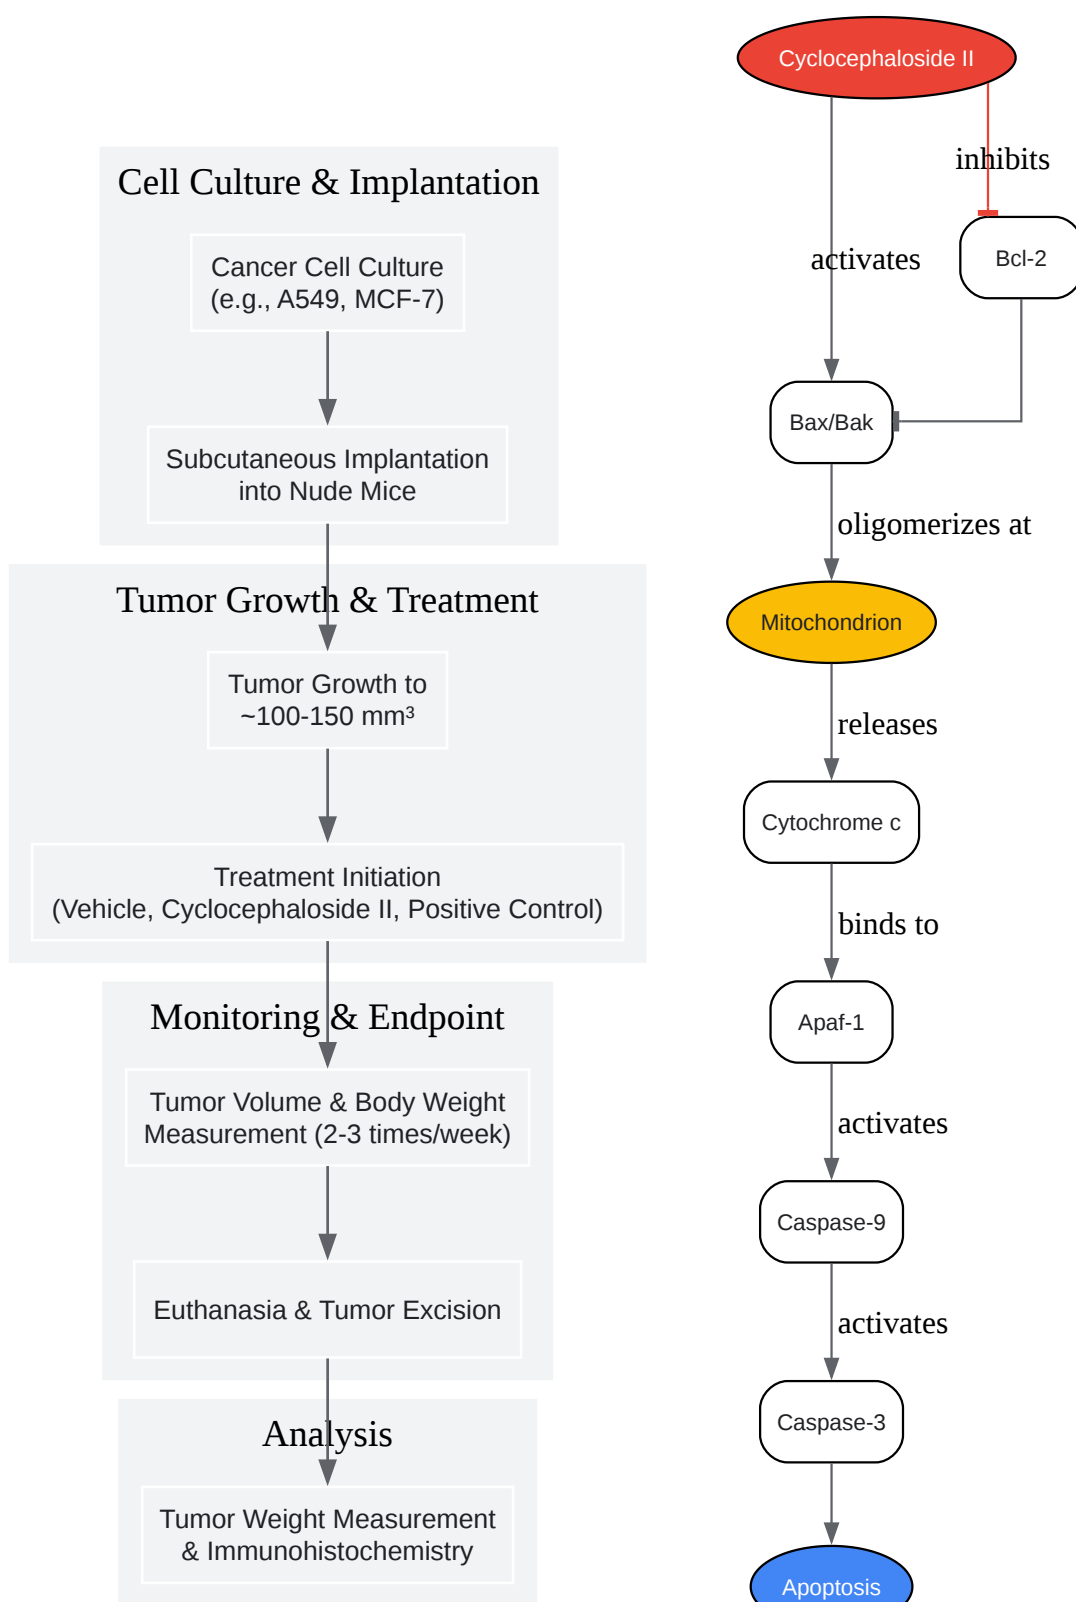 Cell Culture & Implantation
Cancer Cell Culture
(e.g., A549, MCF-7)
Subcutaneous Implantation
into Nude Mice
Tumor Growth & Treatment
Tumor Growth to
~100-150 mm³
Treatment Initiation
(Vehicle, Cyclocephaloside II, Positive Control)
Monitoring & Endpoint
Tumor Volume & Body Weight
Measurement (2-3 times/week)
Euthanasia & Tumor Excision
Analysis
Tumor Weight Measurement
& Immunohistochemistry
Cyclocephaloside II
inhibits
activates
Bcl-2
Bax/Bak
oligomerizes at
Mitochondrion
releases
Cytochrome c
binds to
Apaf-1
activates
Caspase-9
activates
Caspase-3
Apoptosis